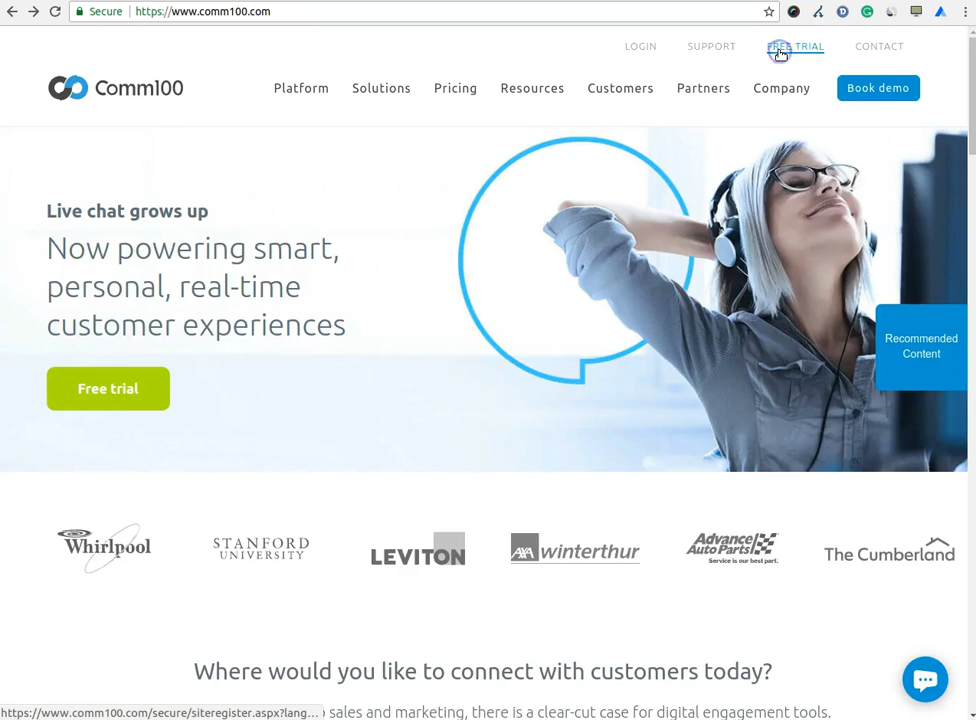 Secure https://www.comm100.com
LOGIN SUPPORT FREE TRIAL CONTACT
Comm100 Platform Solutions Pricing Resources Customers Partners Company Book demo
Live chat grows up
Now powering smart,
personal, real-time
customer experiences
Free trial
Recommended
Content
Whirlpool STANFORD UNIVERSITY LEVITON AXA winterthur Advance Auto Parts Service is our best part. The Cumberland
Where would you like to connect with customers today?
https://www.comm100.com/secure/siteregister.aspx?lang...
sales and marketing, there is a clear-cut case for digital engagement tools.